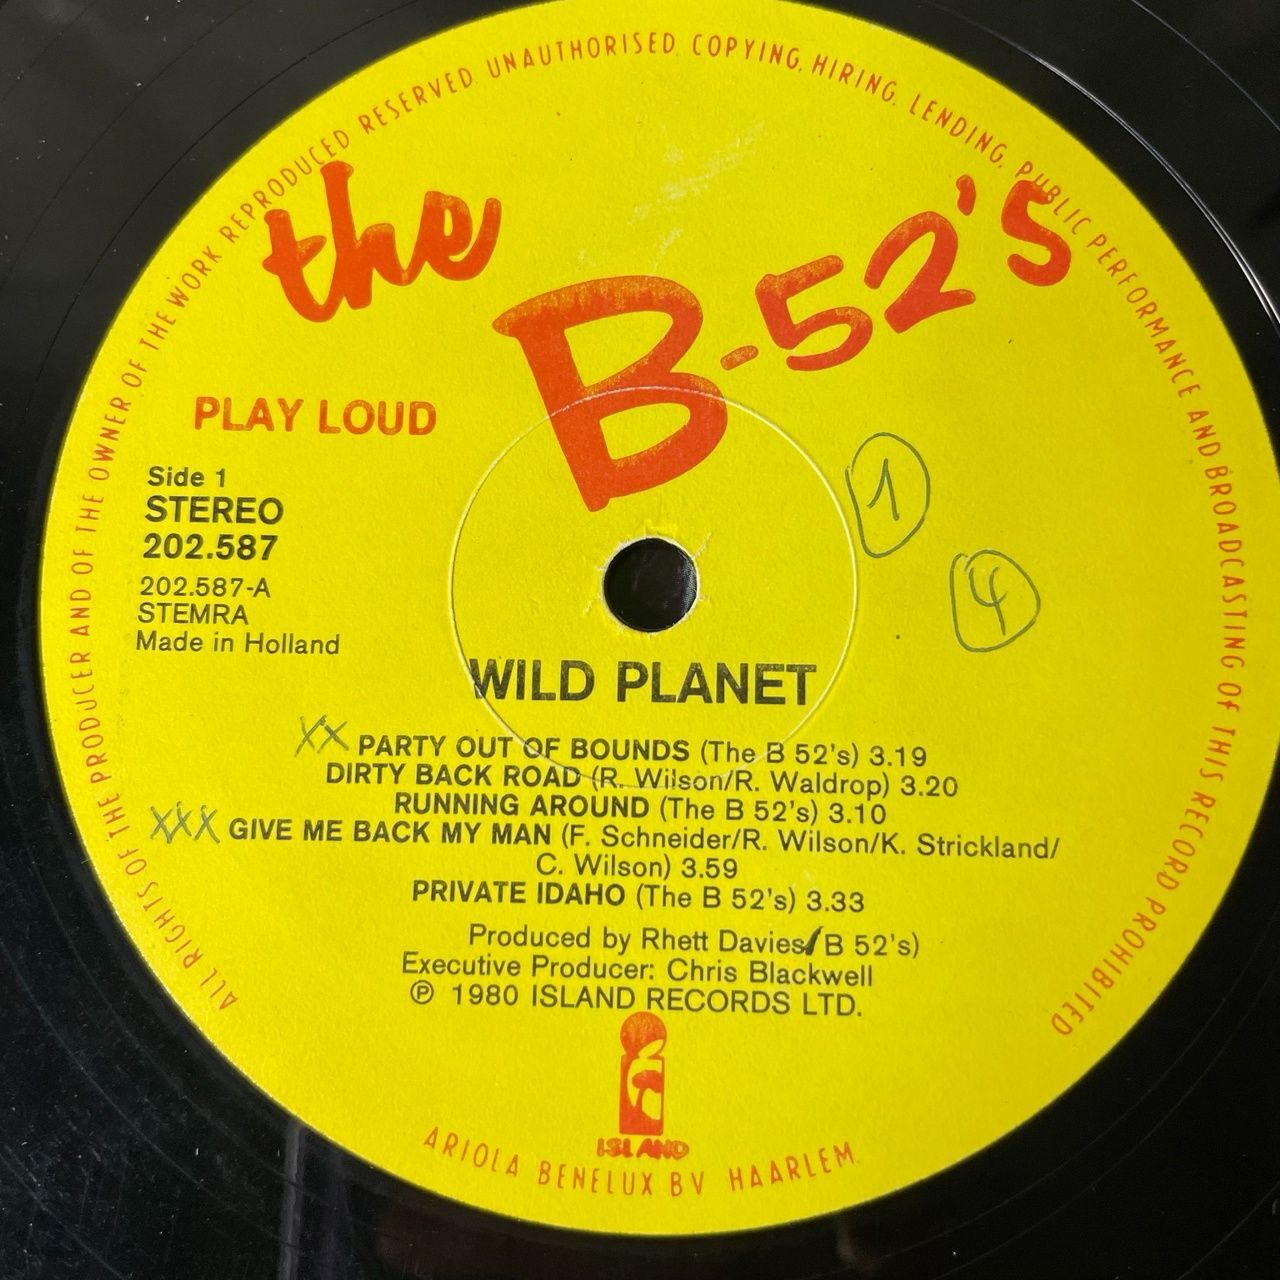 ALL RIGHTS OF THE PRODUCER AND OF THE OWNER OF THE WORK REPRODUCED RESERVED. UNAUTHORISED COPYING, HIRING, LENDING, PUBLIC PERFORMANCE AND BROADCASTING OF THIS RECORD PROHIBITED
the
B-52's
PLAY LOUD
Side 1
STEREO
202.587
202.587-A
STEMRA
Made in Holland
1
4
WILD PLANET
XX PARTY OUT OF BOUNDS (The B 52's) 3.19
DIRTY BACK ROAD (R. Wilson/R. Waldrop) 3.20
RUNNING AROUND (The B 52's) 3.10
XXX GIVE ME BACK MY MAN (F. Schneider/R. Wilson/K. Strickland/
C. Wilson) 3.59
PRIVATE IDAHO (The B 52's) 3.33
Produced by Rhett Davies/B 52's)
Executive Producer: Chris Blackwell
℗ 1980 ISLAND RECORDS LTD.
ISLAND
ARIOLA BENELUX BV HAARLEM